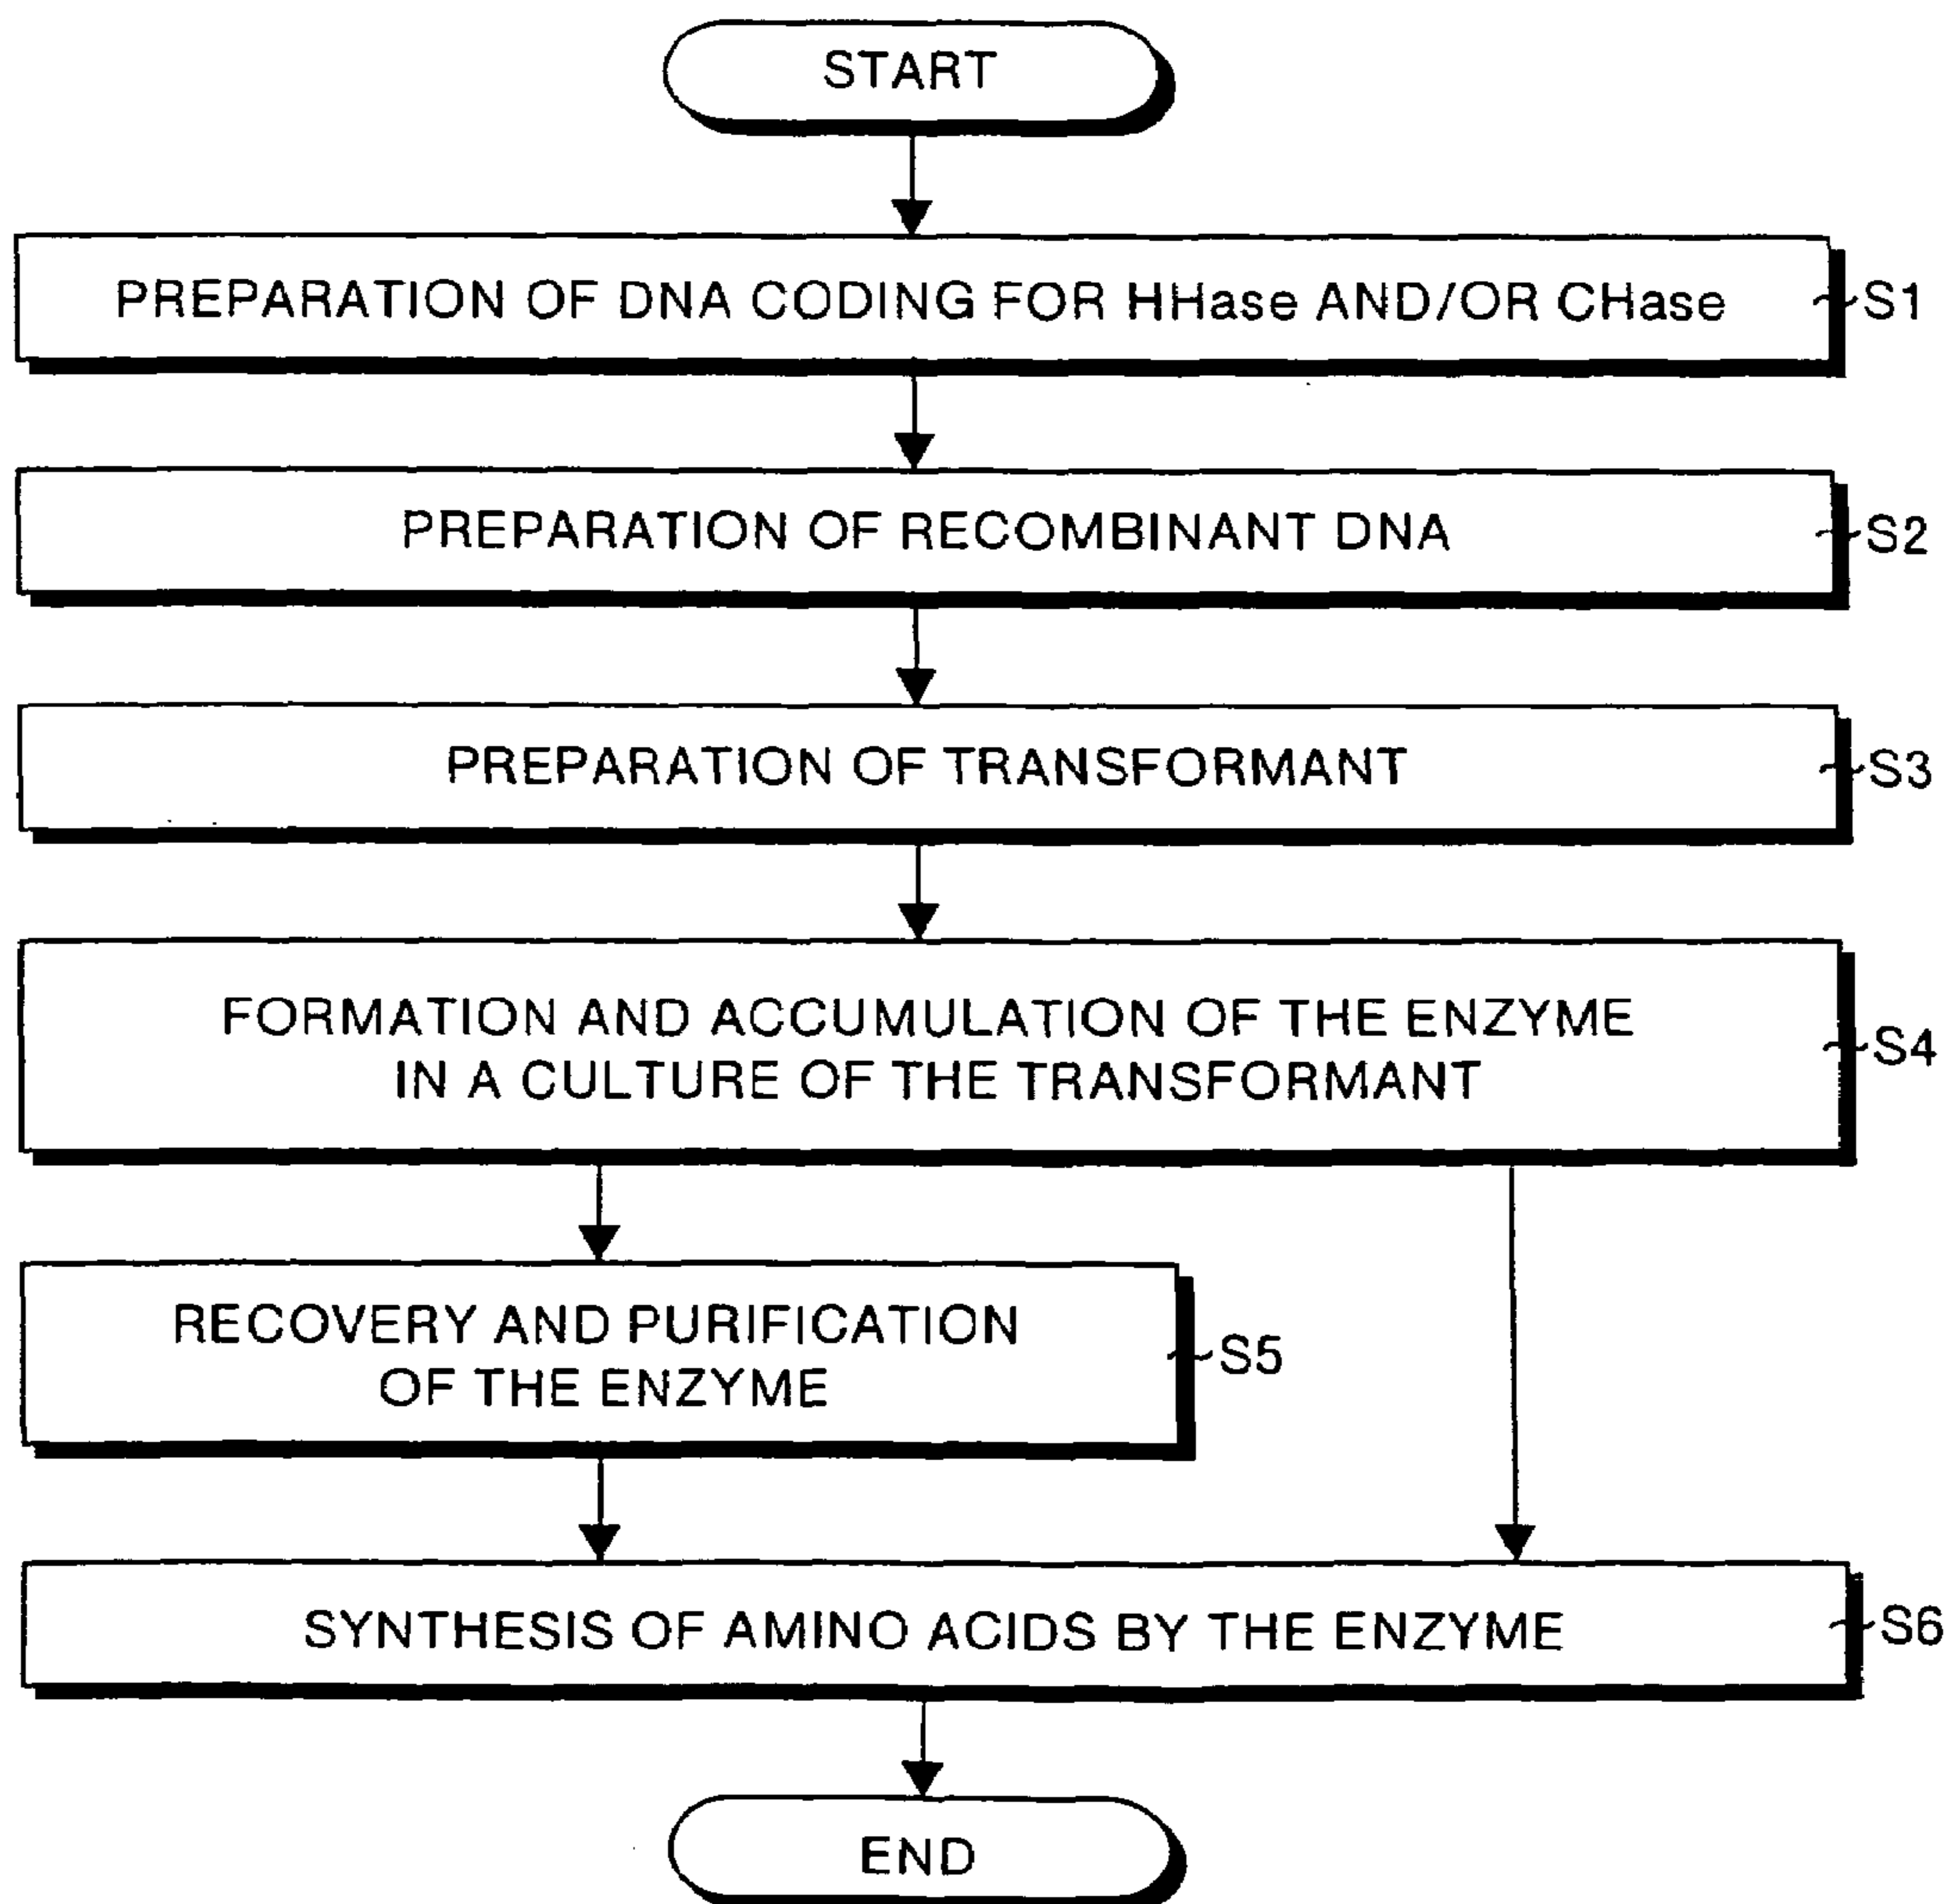 START
PREPARATION OF DNA CODING FOR HHase AND/OR CHase
S1
PREPARATION OF RECOMBINANT DNA
S2
PREPARATION OF TRANSFORMANT
S3
FORMATION AND ACCUMULATION OF THE ENZYME
IN A CULTURE OF THE TRANSFORMANT
S4
RECOVERY AND PURIFICATION
OF THE ENZYME
S5
SYNTHESIS OF AMINO ACIDS BY THE ENZYME
S6
END